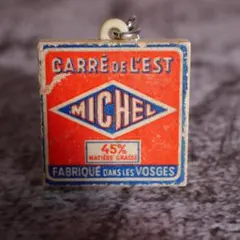 CARRÉ DE L'EST
MICHEL
45%
MATIÈRE GRASSE
FABRIQUÉ DANS LES VOSGES